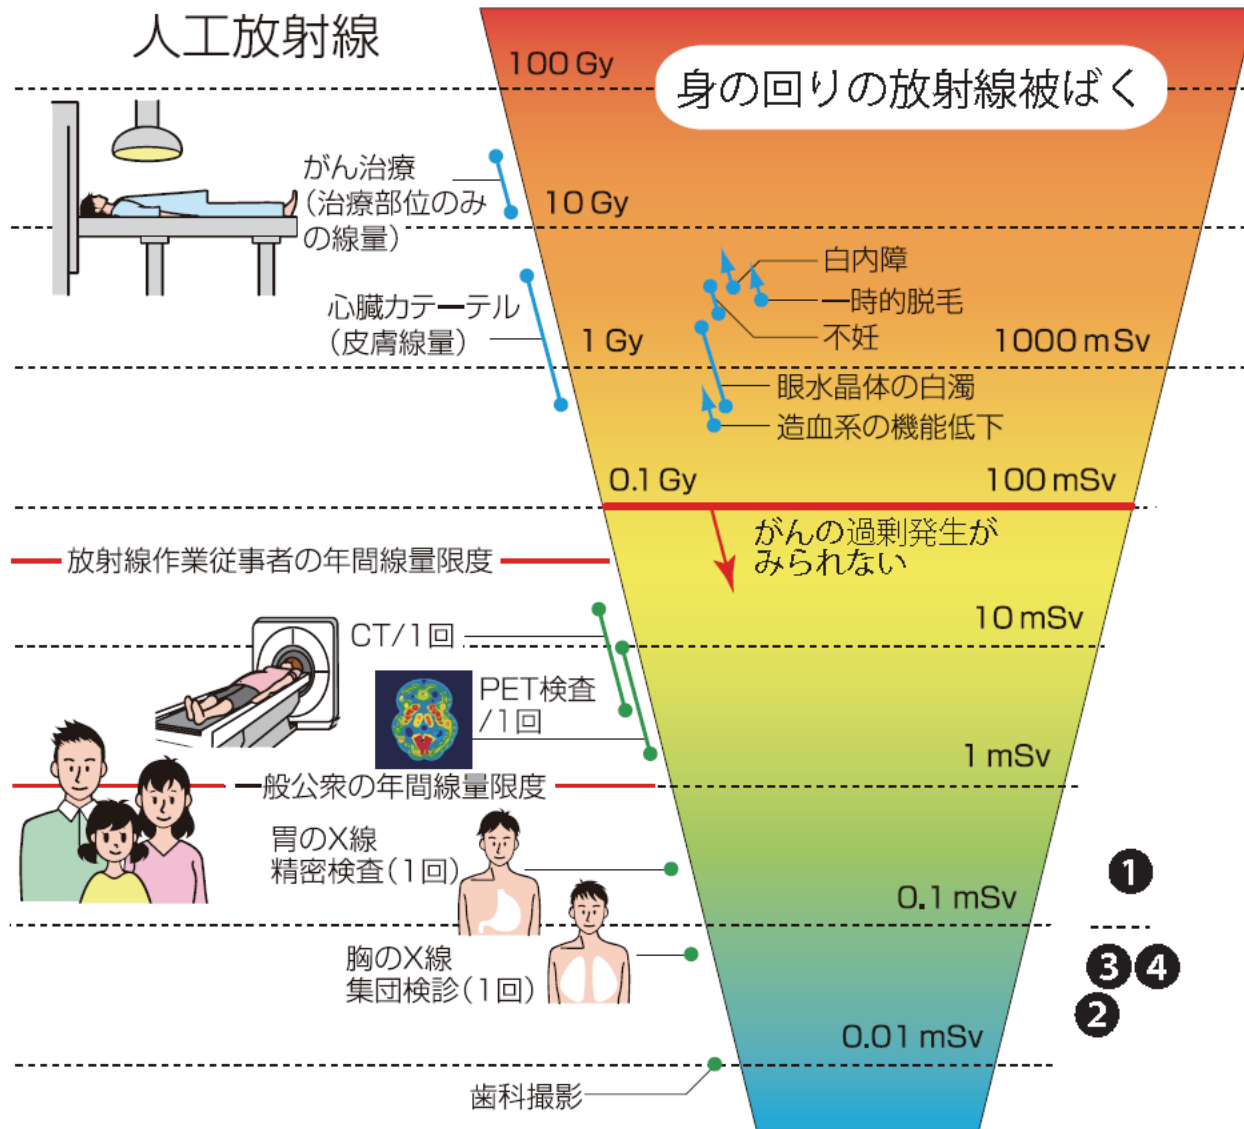 人工放射線
身の回りの放射線被ばく
100 Gy
がん治療
(治療部位のみ
の線量)
10 Gy
白内障
一時的脱毛
不妊
心臓カテーテル
(皮膚線量)
1 Gy
1000 mSv
眼水晶体の白濁
造血系の機能低下
0.1 Gy
100 mSv
がんの過剰発生が
みられない
放射線作業従事者の年間線量限度
10 mSv
CT/1回
PET検査
/1回
1 mSv
一般公衆の年間線量限度
胃のX線
精密検査(1回)
❶
0.1 mSv
胸のX線
集団検診(1回)
❸❹
❷
0.01 mSv
歯科撮影